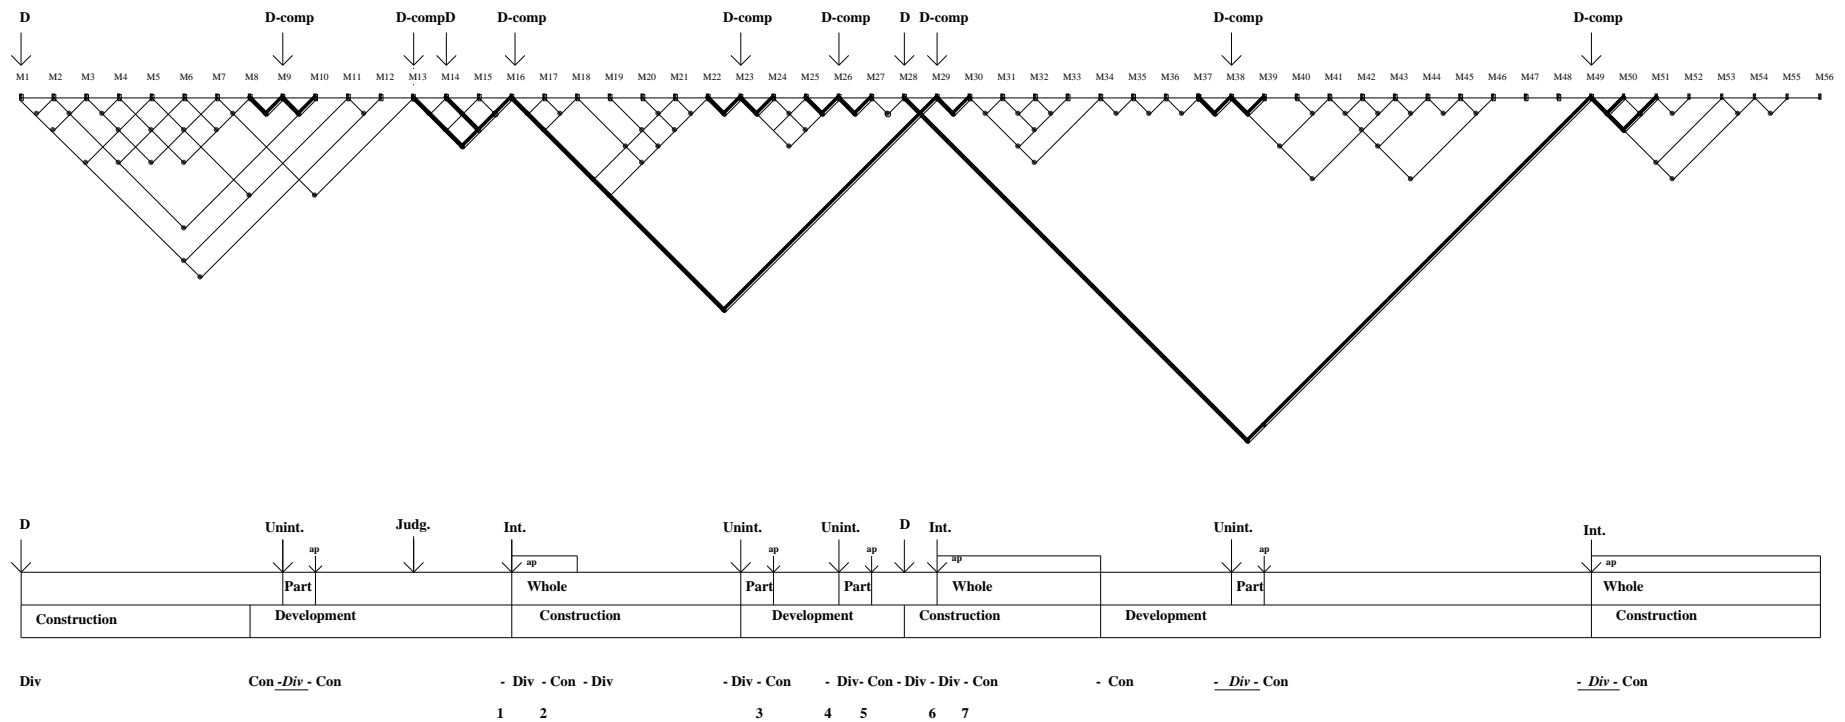 D D-comp D-compD D-comp D-comp D-comp D D-comp D-comp D-comp
M1 M2 M3 M4 M5 M6 M7 M8 M9 M10 M11 M12 M13 M14 M15 M16 M17 M18 M19 M20 M21 M22 M23 M24 M25 M26 M27 M28 M29 M30 M31 M32 M33 M34 M35 M36 M37 M38 M39 M40 M41 M42 M43 M44 M45 M46 M47 M48 M49 M50 M51 M52 M53 M54 M55 M56
D Unint. Judg. Int. Unint. Unint. D Int. Unint. Int.
ap ap ap ap ap ap ap
Part Whole Part Part Whole Part Whole
Construction Development Construction Development Construction Development Construction
Div Con -Div - Con - Div - Con - Div - Div - Con - Div- Con - Div - Div - Con - Con - Div - Con - Div - Con
1 2 3 4 5 6 7